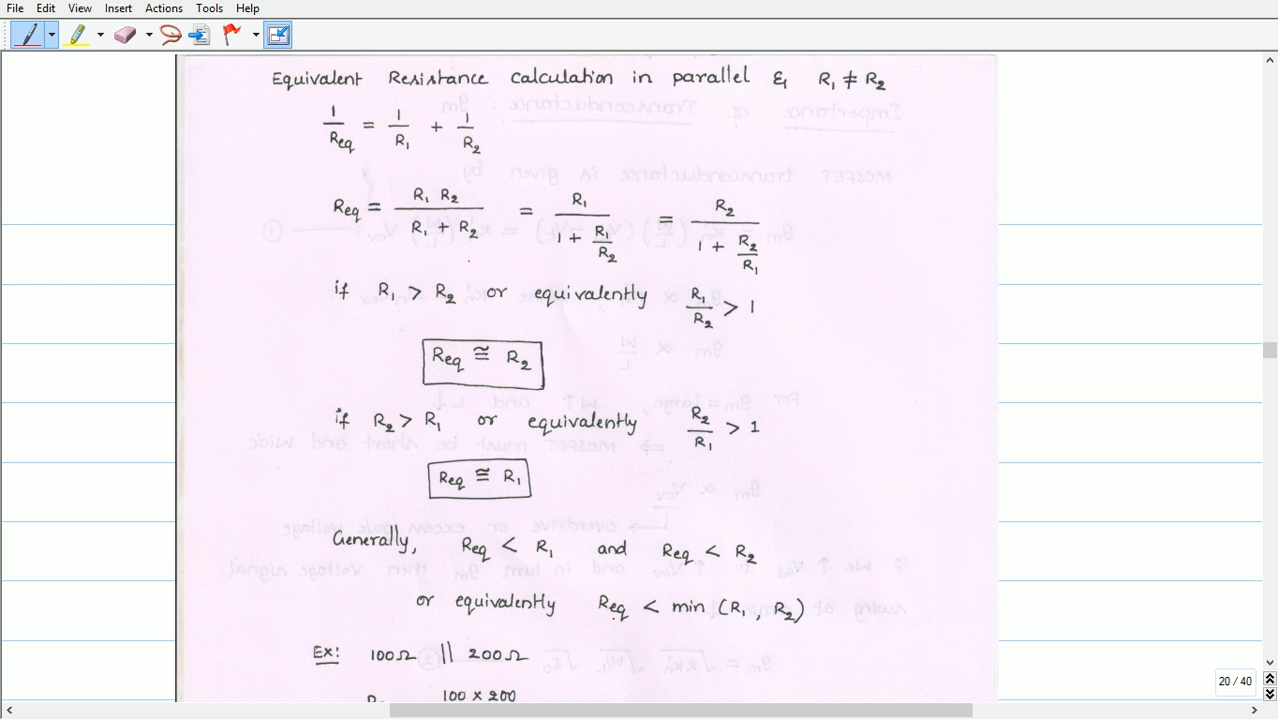 File Edit View Insert Actions Tools Help
Equivalent Resistance calculation in parallel & R₁ ≠ R₂
1/Req = 1/R₁ + 1/R₂
Req = R₁ R₂/(R₁ + R₂) = R₁/(1 + R₁/R₂) = R₂/(1 + R₂/R₁)
if R₁ > R₂ or equivalently R₁/R₂ > 1
Req ≅ R₂
if R₂ > R₁ or equivalently R₂/R₁ > 1
Req ≅ R₁
Generally, Req < R₁ and Req < R₂
or equivalently Req < min (R₁, R₂)
Ex: 100Ω || 200Ω
100 × 200
20 / 40